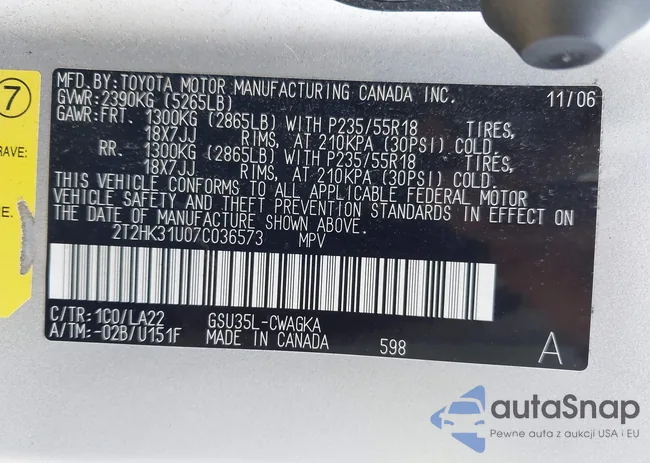 7
RAVE:
E.
MFD. BY: TOYOTA MOTOR MANUFACTURING CANADA INC. 11/06
GVWR: 2390KG (5265LB)
GAWR: FRT. 1300KG (2865LB) WITH P235/55R18 TIRES,
18X7JJ RIMS, AT 210KPA (30PSI) COLD.
RR. 1300KG (2865LB) WITH P235/55R18 TIRES,
18X7JJ RIMS, AT 210KPA (30PSI) COLD.
THIS VEHICLE CONFORMS TO ALL APPLICABLE FEDERAL MOTOR
VEHICLE SAFETY AND THEFT PREVENTION STANDARDS IN EFFECT ON
THE DATE OF MANUFACTURE SHOWN ABOVE.
2T2HK31U07C036573 MPV
C/TR: 1C0/LA22 GSU35L-CWAGKA
A/TM:-02B/U151F MADE IN CANADA 598 A
autaSnap
Pewne auta z aukcji USA i EU